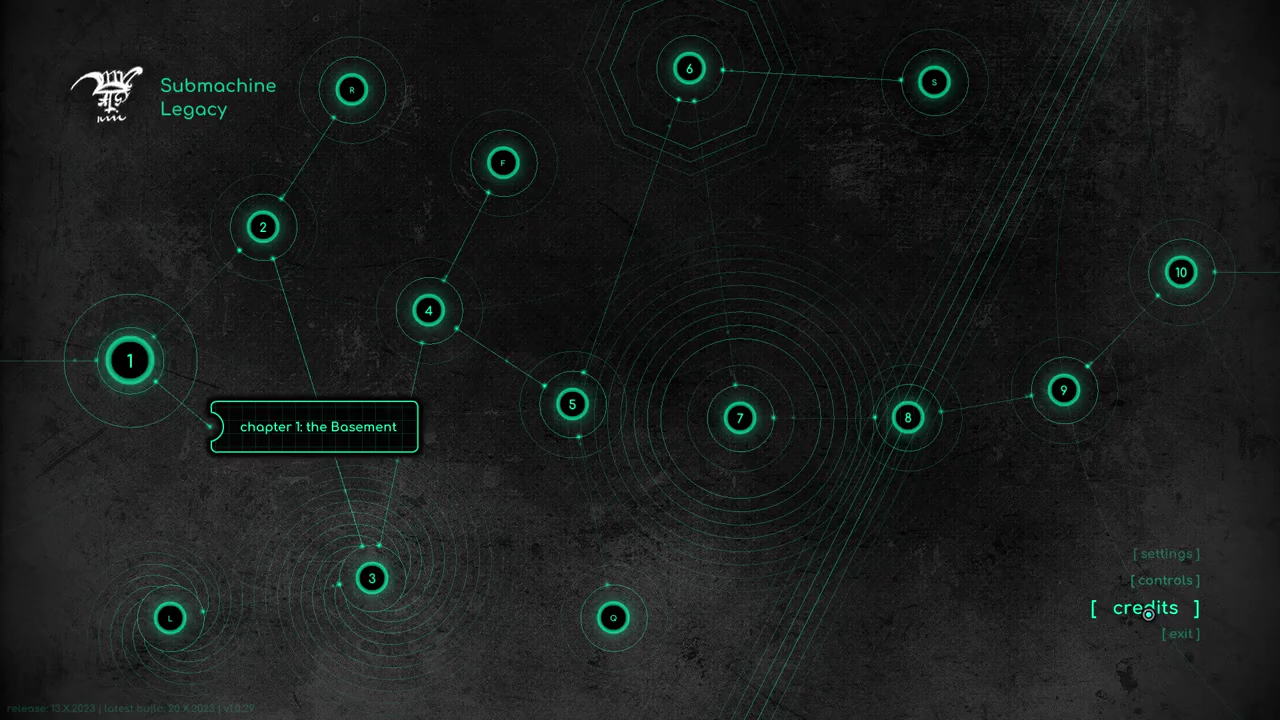 Submachine
Legacy
R
6
S
F
2
10
4
1
9
5
7
8
chapter 1: the Basement
3
L
Q
[ settings ]
[ controls ]
[ credits ]
[ exit ]
release: 13.X.2023 | latest build: 20.X.2023 | v1.0.29